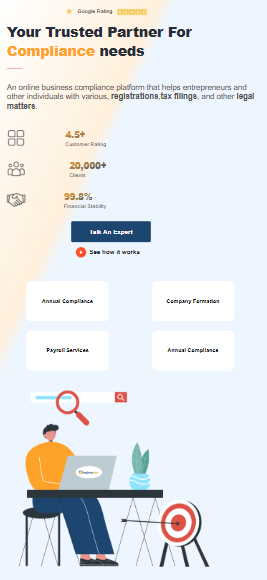 Google Rating
Your Trusted Partner For
Compliance needs
An online business compliance platform that helps entrepreneurs and
other individuals with various, registrations,tax filings, and other legal
matters.
4.5+
Customer Rating
20,000+
Clients
99.8%
Financial Stability
Talk An Expert
See how it works
Annual Compliance
Company Formation
Payroll Services
Annual Compliance